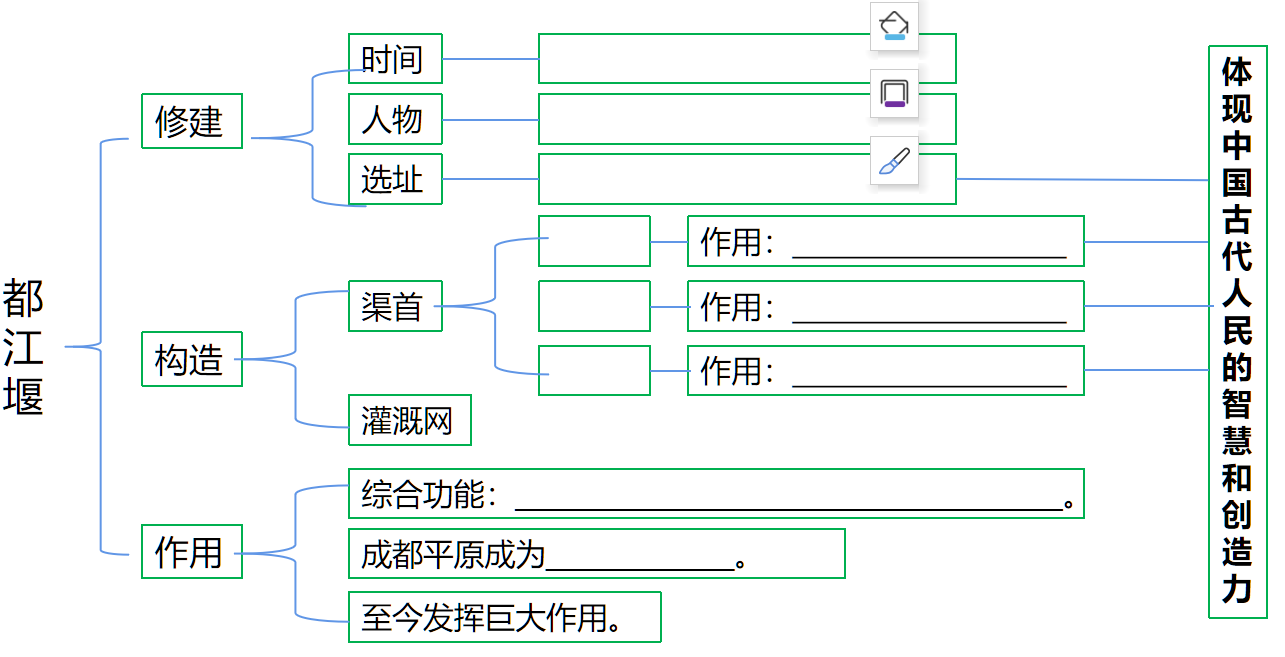 都江堰
修建
时间
人物
选址
构造
渠首
作用：
作用：
作用：
灌溉网
作用
综合功能：。
成都平原成为。
至今发挥巨大作用。
体现中国古代人民的智慧和创造力